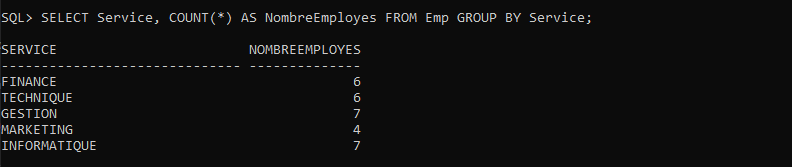 SQL> SELECT Service, COUNT(*) AS NombreEmployes FROM Emp GROUP BY Service;
SERVICE                        NOMBREEMPLOYES
------------------------------ --------------
FINANCE                                     6
TECHNIQUE                                   6
GESTION                                     7
MARKETING                                   4
INFORMATIQUE                                7